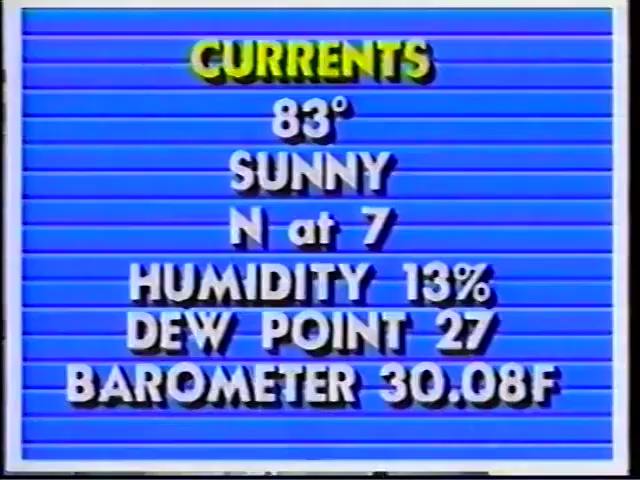 CURRENTS
83°
SUNNY
N at 7
HUMIDITY 13%
DEW POINT 27
BAROMETER 30.08F